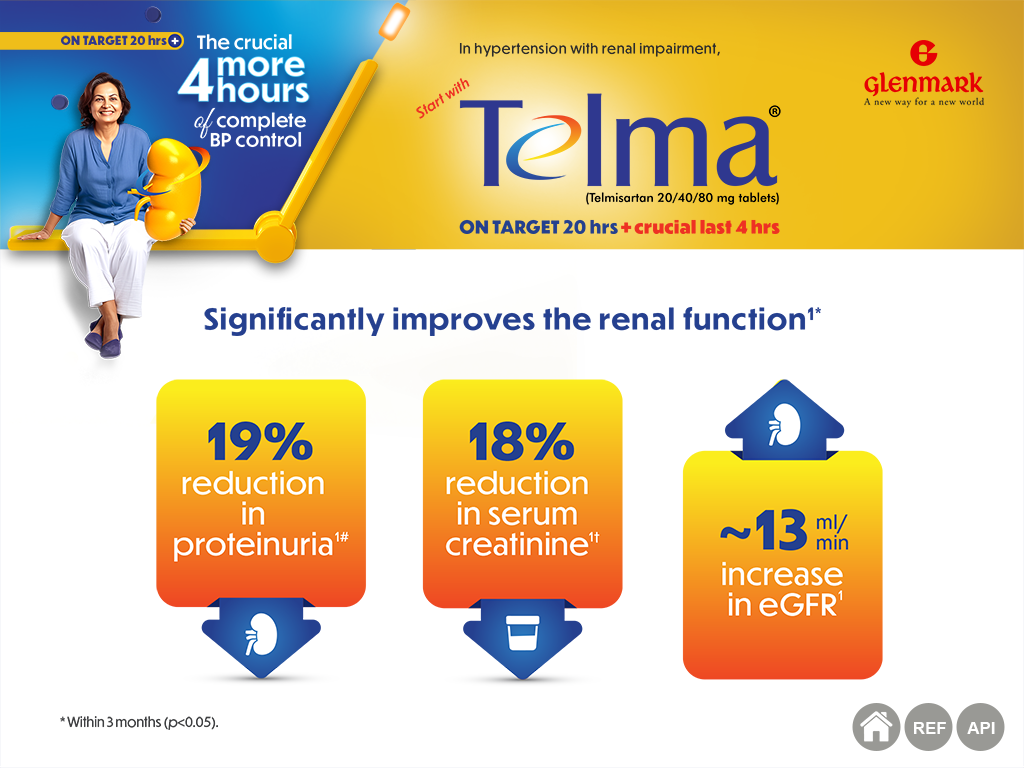 ON TARGET 20 hrs+
The crucial
4 more
hours
of complete
BP control
In hypertension with renal impairment,
Start with
Telma®
(Telmisartan 20/40/80 mg tablets)
ON TARGET 20 hrs + crucial last 4 hrs
G
glenmark
A new way for a new world
Significantly improves the renal function1*
19%
reduction
in
proteinuria1#
18%
reduction
in serum
creatinine1†
~13 ml/
min
increase
in eGFR1
* Within 3 months (p<0.05).
REF
API